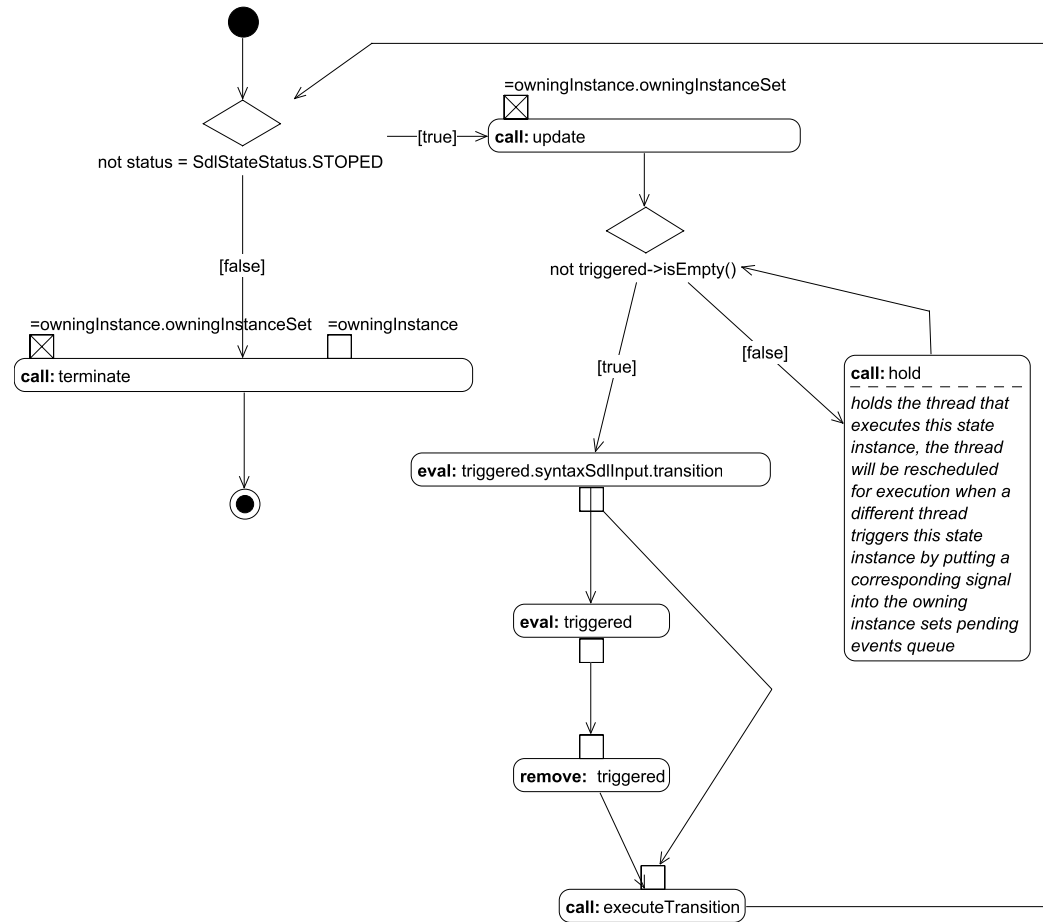 =owningInstance.owningInstanceSet
call: update
[true]
not status = SdlStateStatus.STOPED
[false]
not triggered->isEmpty()
=owningInstance.owningInstanceSet
=owningInstance
call: terminate
[true]
[false]
call: hold
holds the thread that
executes this state
instance, the thread
will be rescheduled
for execution when a
different thread
triggers this state
instance by putting a
corresponding signal
into the owning
instance sets pending
events queue
eval: triggered.syntaxSdlInput.transition
eval: triggered
remove: triggered
call: executeTransition